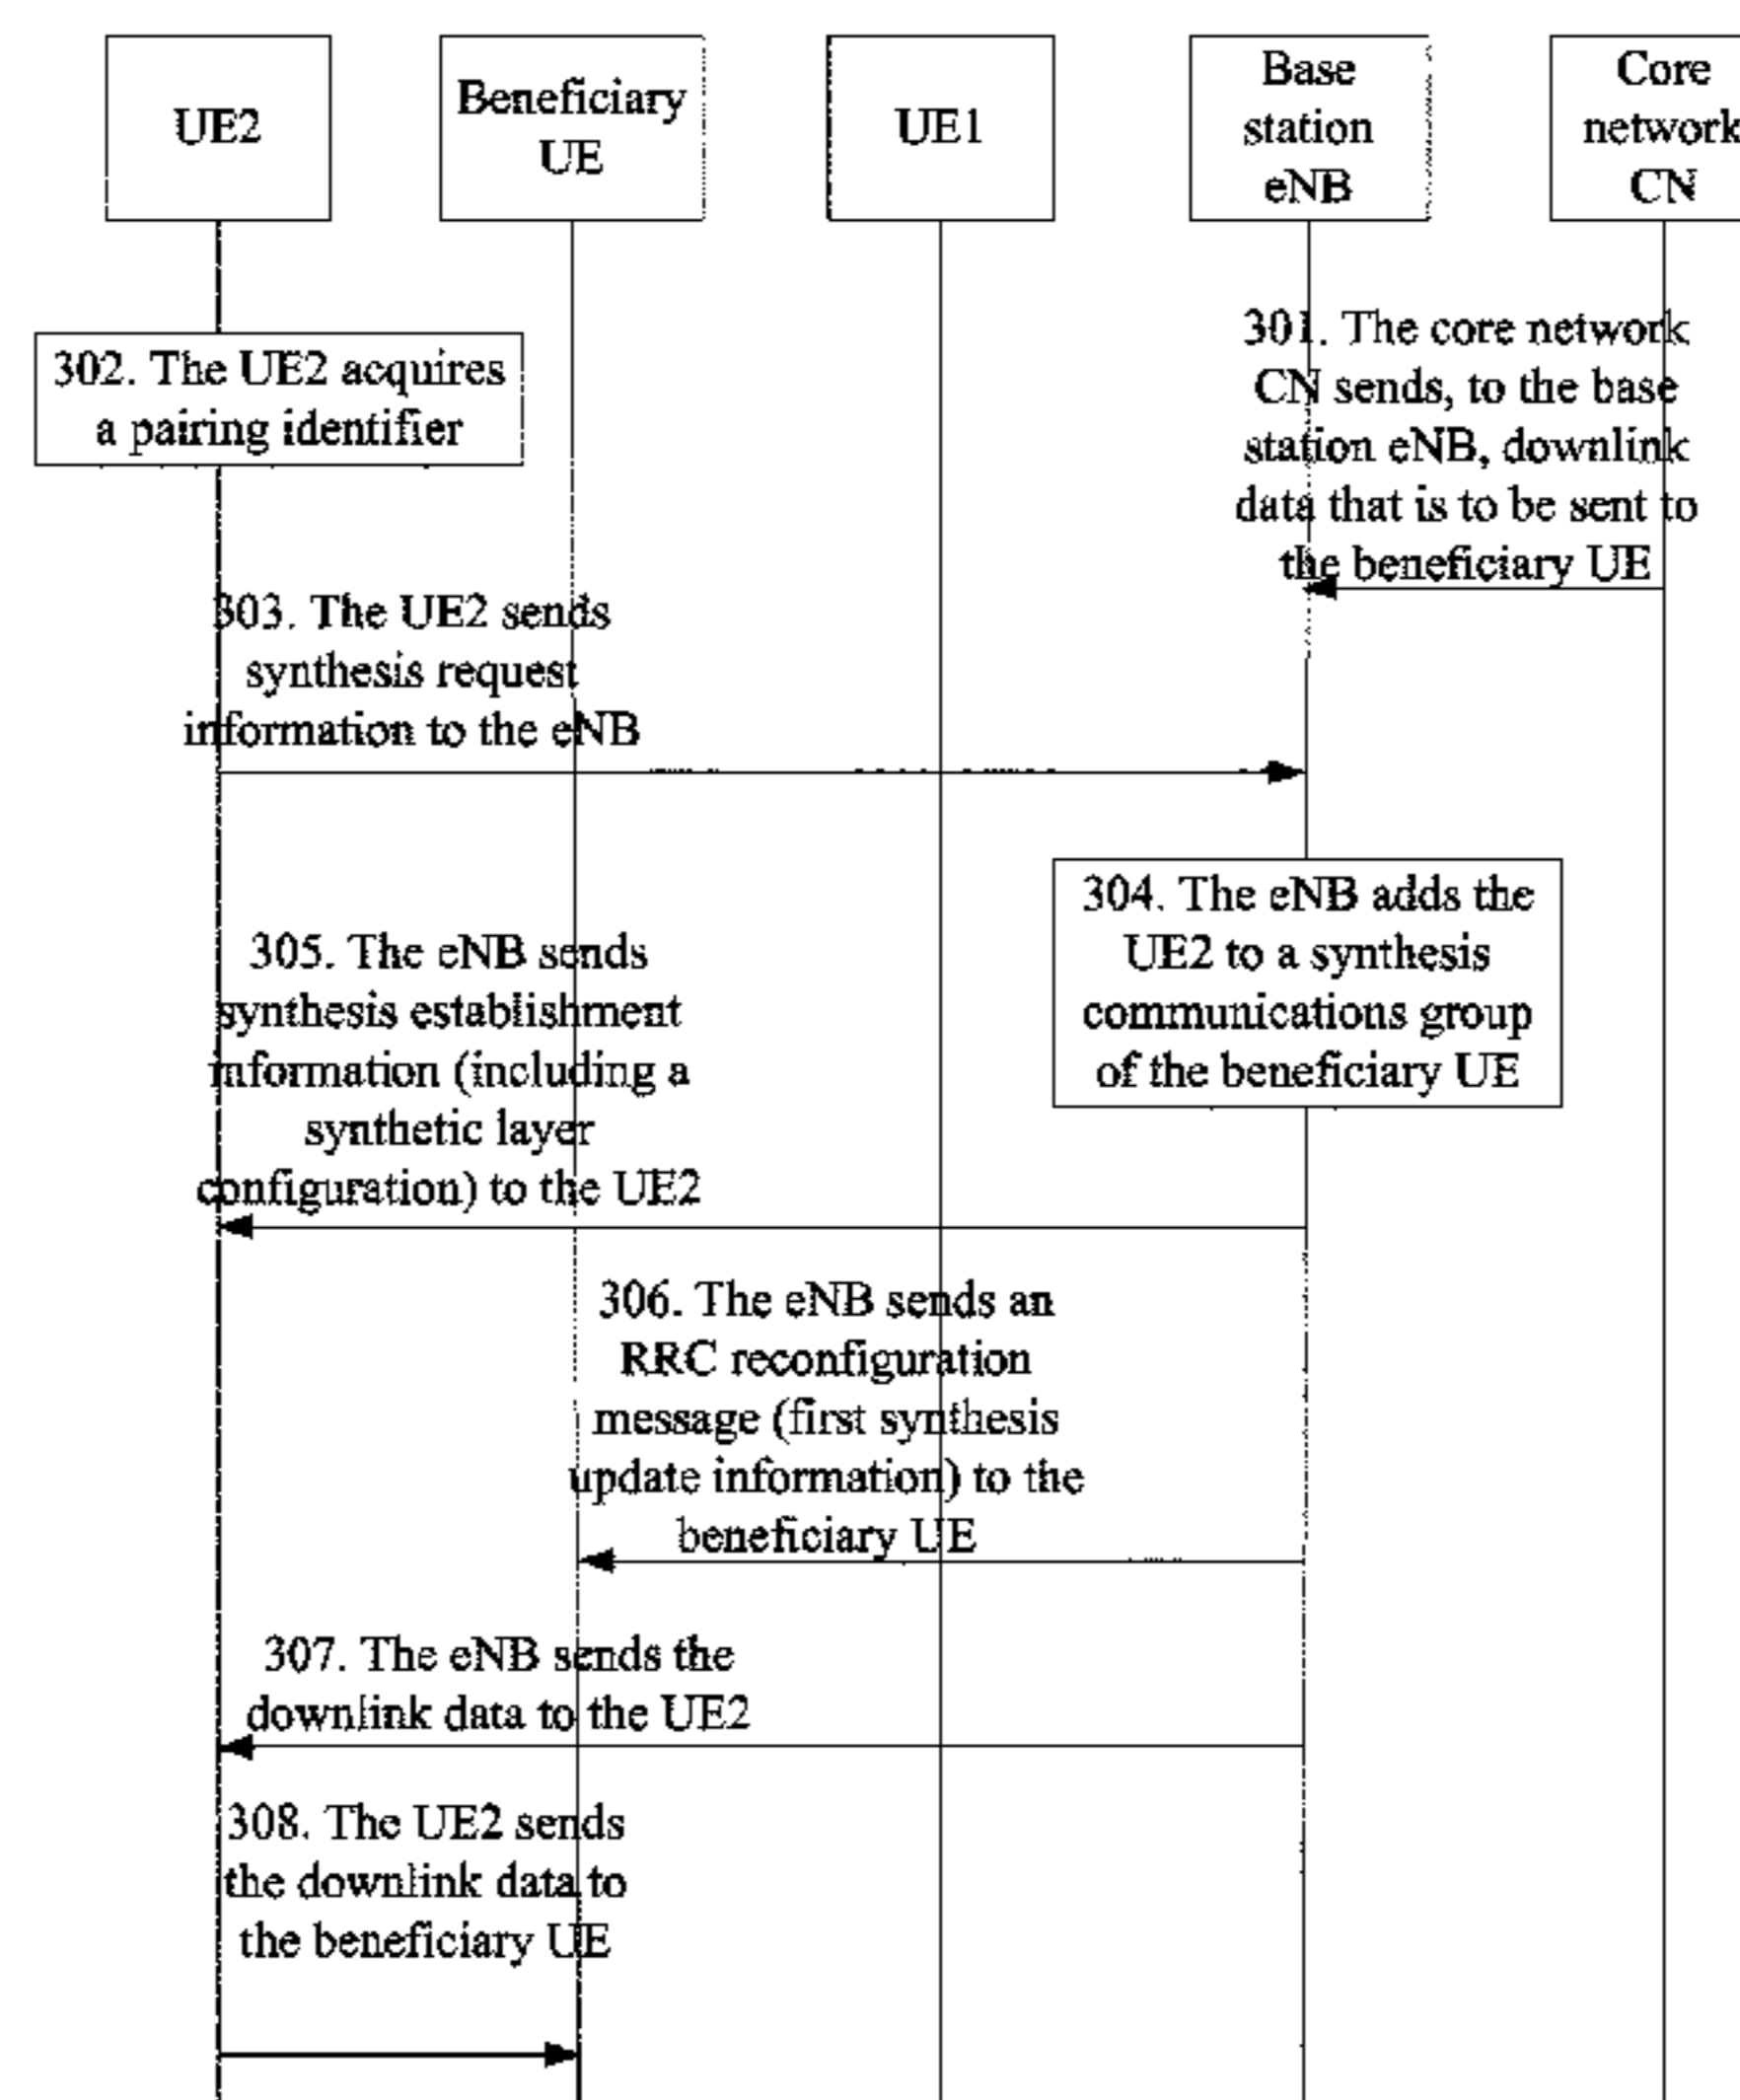 UE2
Beneficiary
UE
UE1
Base
station
eNB
Core
network
CN
301. The core network
CN sends, to the base
station eNB, downlink
data that is to be sent to
the beneficiary UE
302. The UE2 acquires
a pairing identifier
303. The UE2 sends
synthesis request
information to the eNB
304. The eNB adds the
UE2 to a synthesis
communications group
of the beneficiary UE
305. The eNB sends
synthesis establishment
information (including a
synthetic layer
configuration) to the UE2
306. The eNB sends an
RRC reconfiguration
message (first synthesis
update information) to the
beneficiary UE
307. The eNB sends the
downlink data to the UE2
308. The UE2 sends
the downlink data to
the beneficiary UE